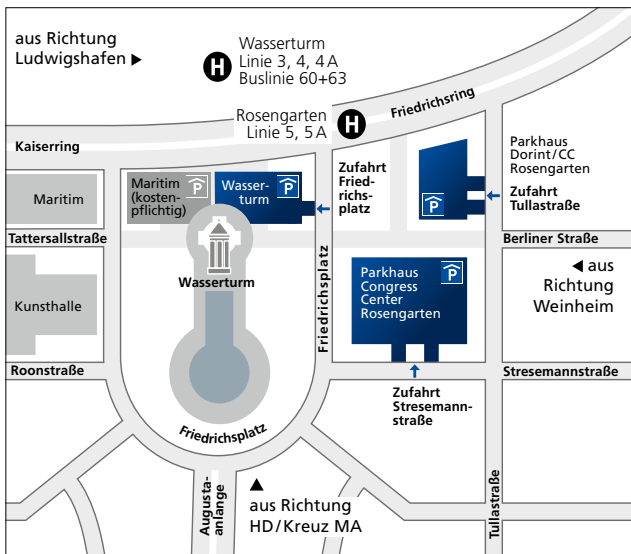 aus Richtung
Ludwigshafen ▶
H
Wasserturm
Linie 3, 4, 4 A
Buslinie 60+63
Rosengarten
Linie 5, 5 A
H
Friedrichsring
Kaiserring
Maritim
Maritim
(kosten-
pflichtig)
P
Wasser-
turm
P
Zufahrt
Fried-
richs-
platz
P
Parkhaus
Dorint/CC
Rosengarten
Zufahrt
Tullastraße
Tattersallstraße
Berliner Straße
Wasserturm
Friedrichsplatz
Kunsthalle
Parkhaus
Congress
Center
Rosengarten
P
◀ aus
Richtung
Weinheim
Roonstraße
Stresemannstraße
Zufahrt
Stresemann-
straße
Friedrichsplatz
Augusta-
anlange
▲
aus Richtung
HD/Kreuz MA
Tullastraße